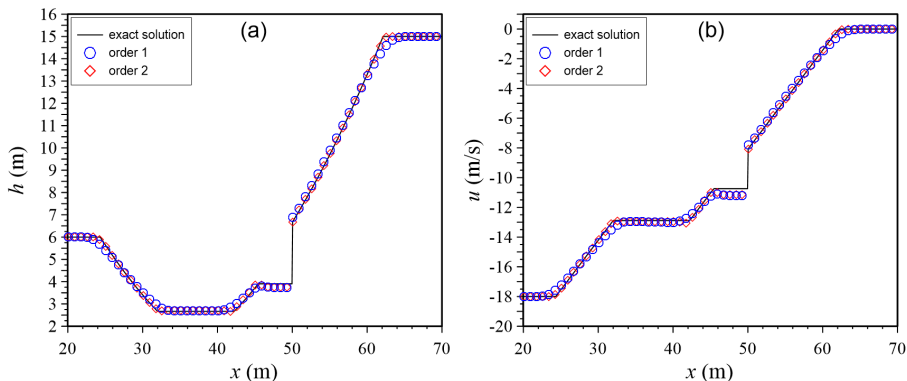 16
15
14
13
12
11
10
9
8
7
6
5
4
3
2
h (m)
(a)
exact solution
order 1
order 2
20 30 40 50 60 70
x (m)
-0
-2
-4
-6
-8
-10
-12
-14
-16
-18
-20
u (m/s)
(b)
exact solution
order 1
order 2
20 30 40 50 60 70
x (m)